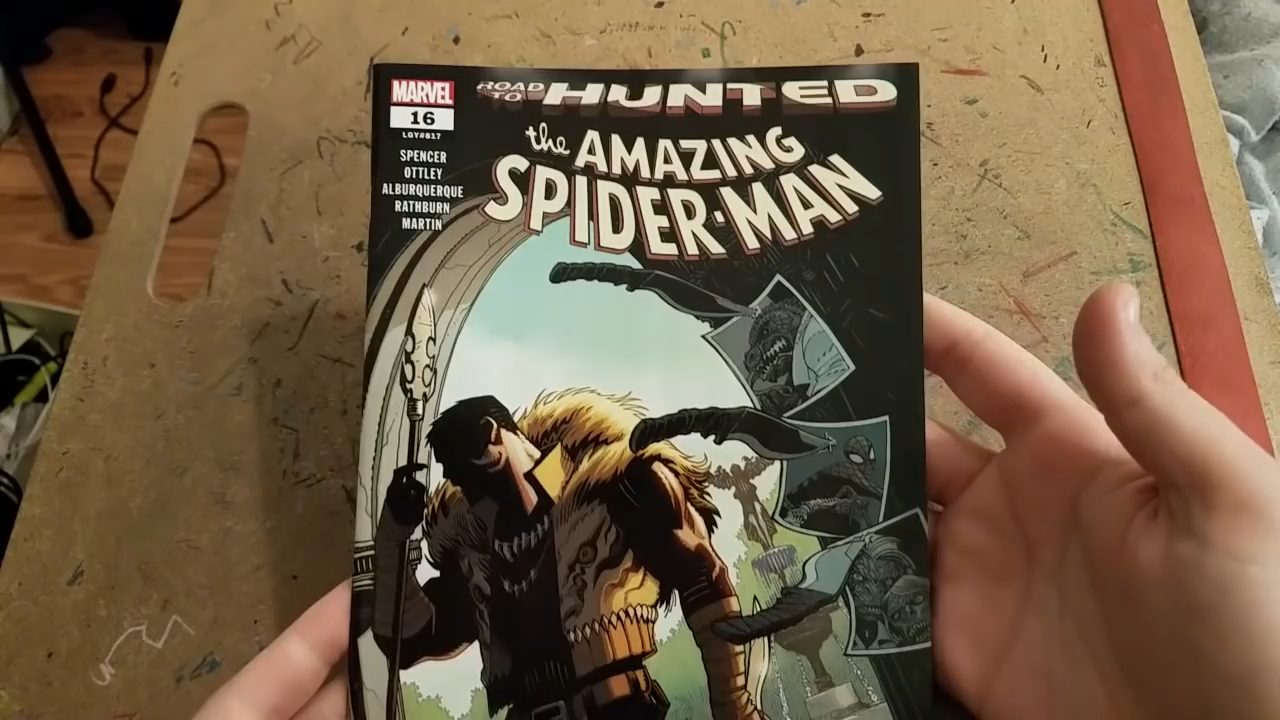 ROAD TO HUNTED
MARVEL
16
LGY#817
SPENCER
OTTLEY
ALBURQUERQUE
RATHBURN
MARTIN
the AMAZING
SPIDER-MAN